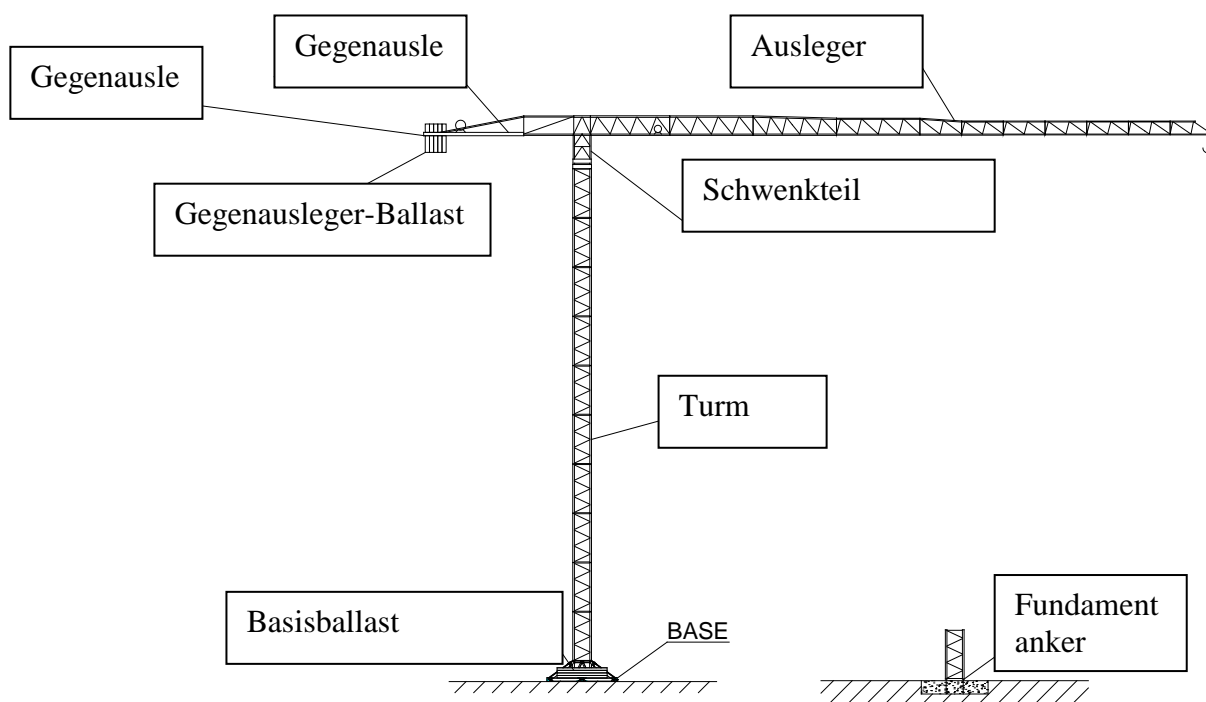 Gegenausle
Ausleger
Gegenausle
Schwenkteil
Gegenausleger-Ballast
Turm
Fundament
anker
Basisballast
BASE